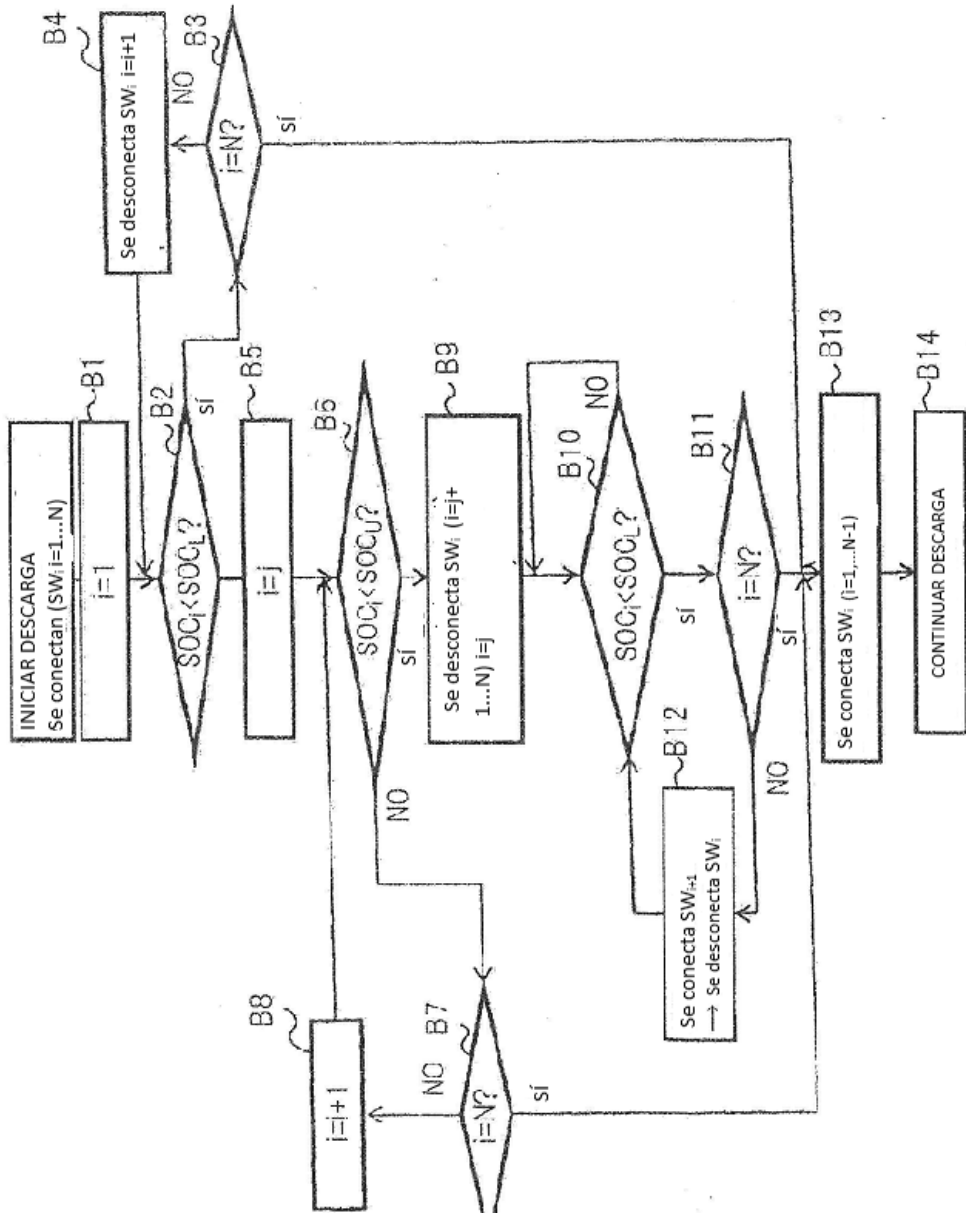 INICIAR DESCARGA
Se conectan (SWᵢ i=1...N)
i=1
B1
SOCᵢ<SOC_L?
B2
sí
i=N?
B3
NO
sí
Se desconecta SWᵢ i=i+1
B4
i=j
B5
SOCᵢ<SOC_U?
B6
sí
NO
i=N?
B7
NO
sí
i=i+1
B8
Se desconecta SWᵢ (i=j+
1...N) i=j
B9
SOCᵢ<SOC_L?
B10
NO
sí
i=N?
B11
sí
NO
Se conecta SWᵢ₊₁
→ Se desconecta SWᵢ
B12
Se conecta SWᵢ (i=1,...N-1)
B13
CONTINUAR DESCARGA
B14